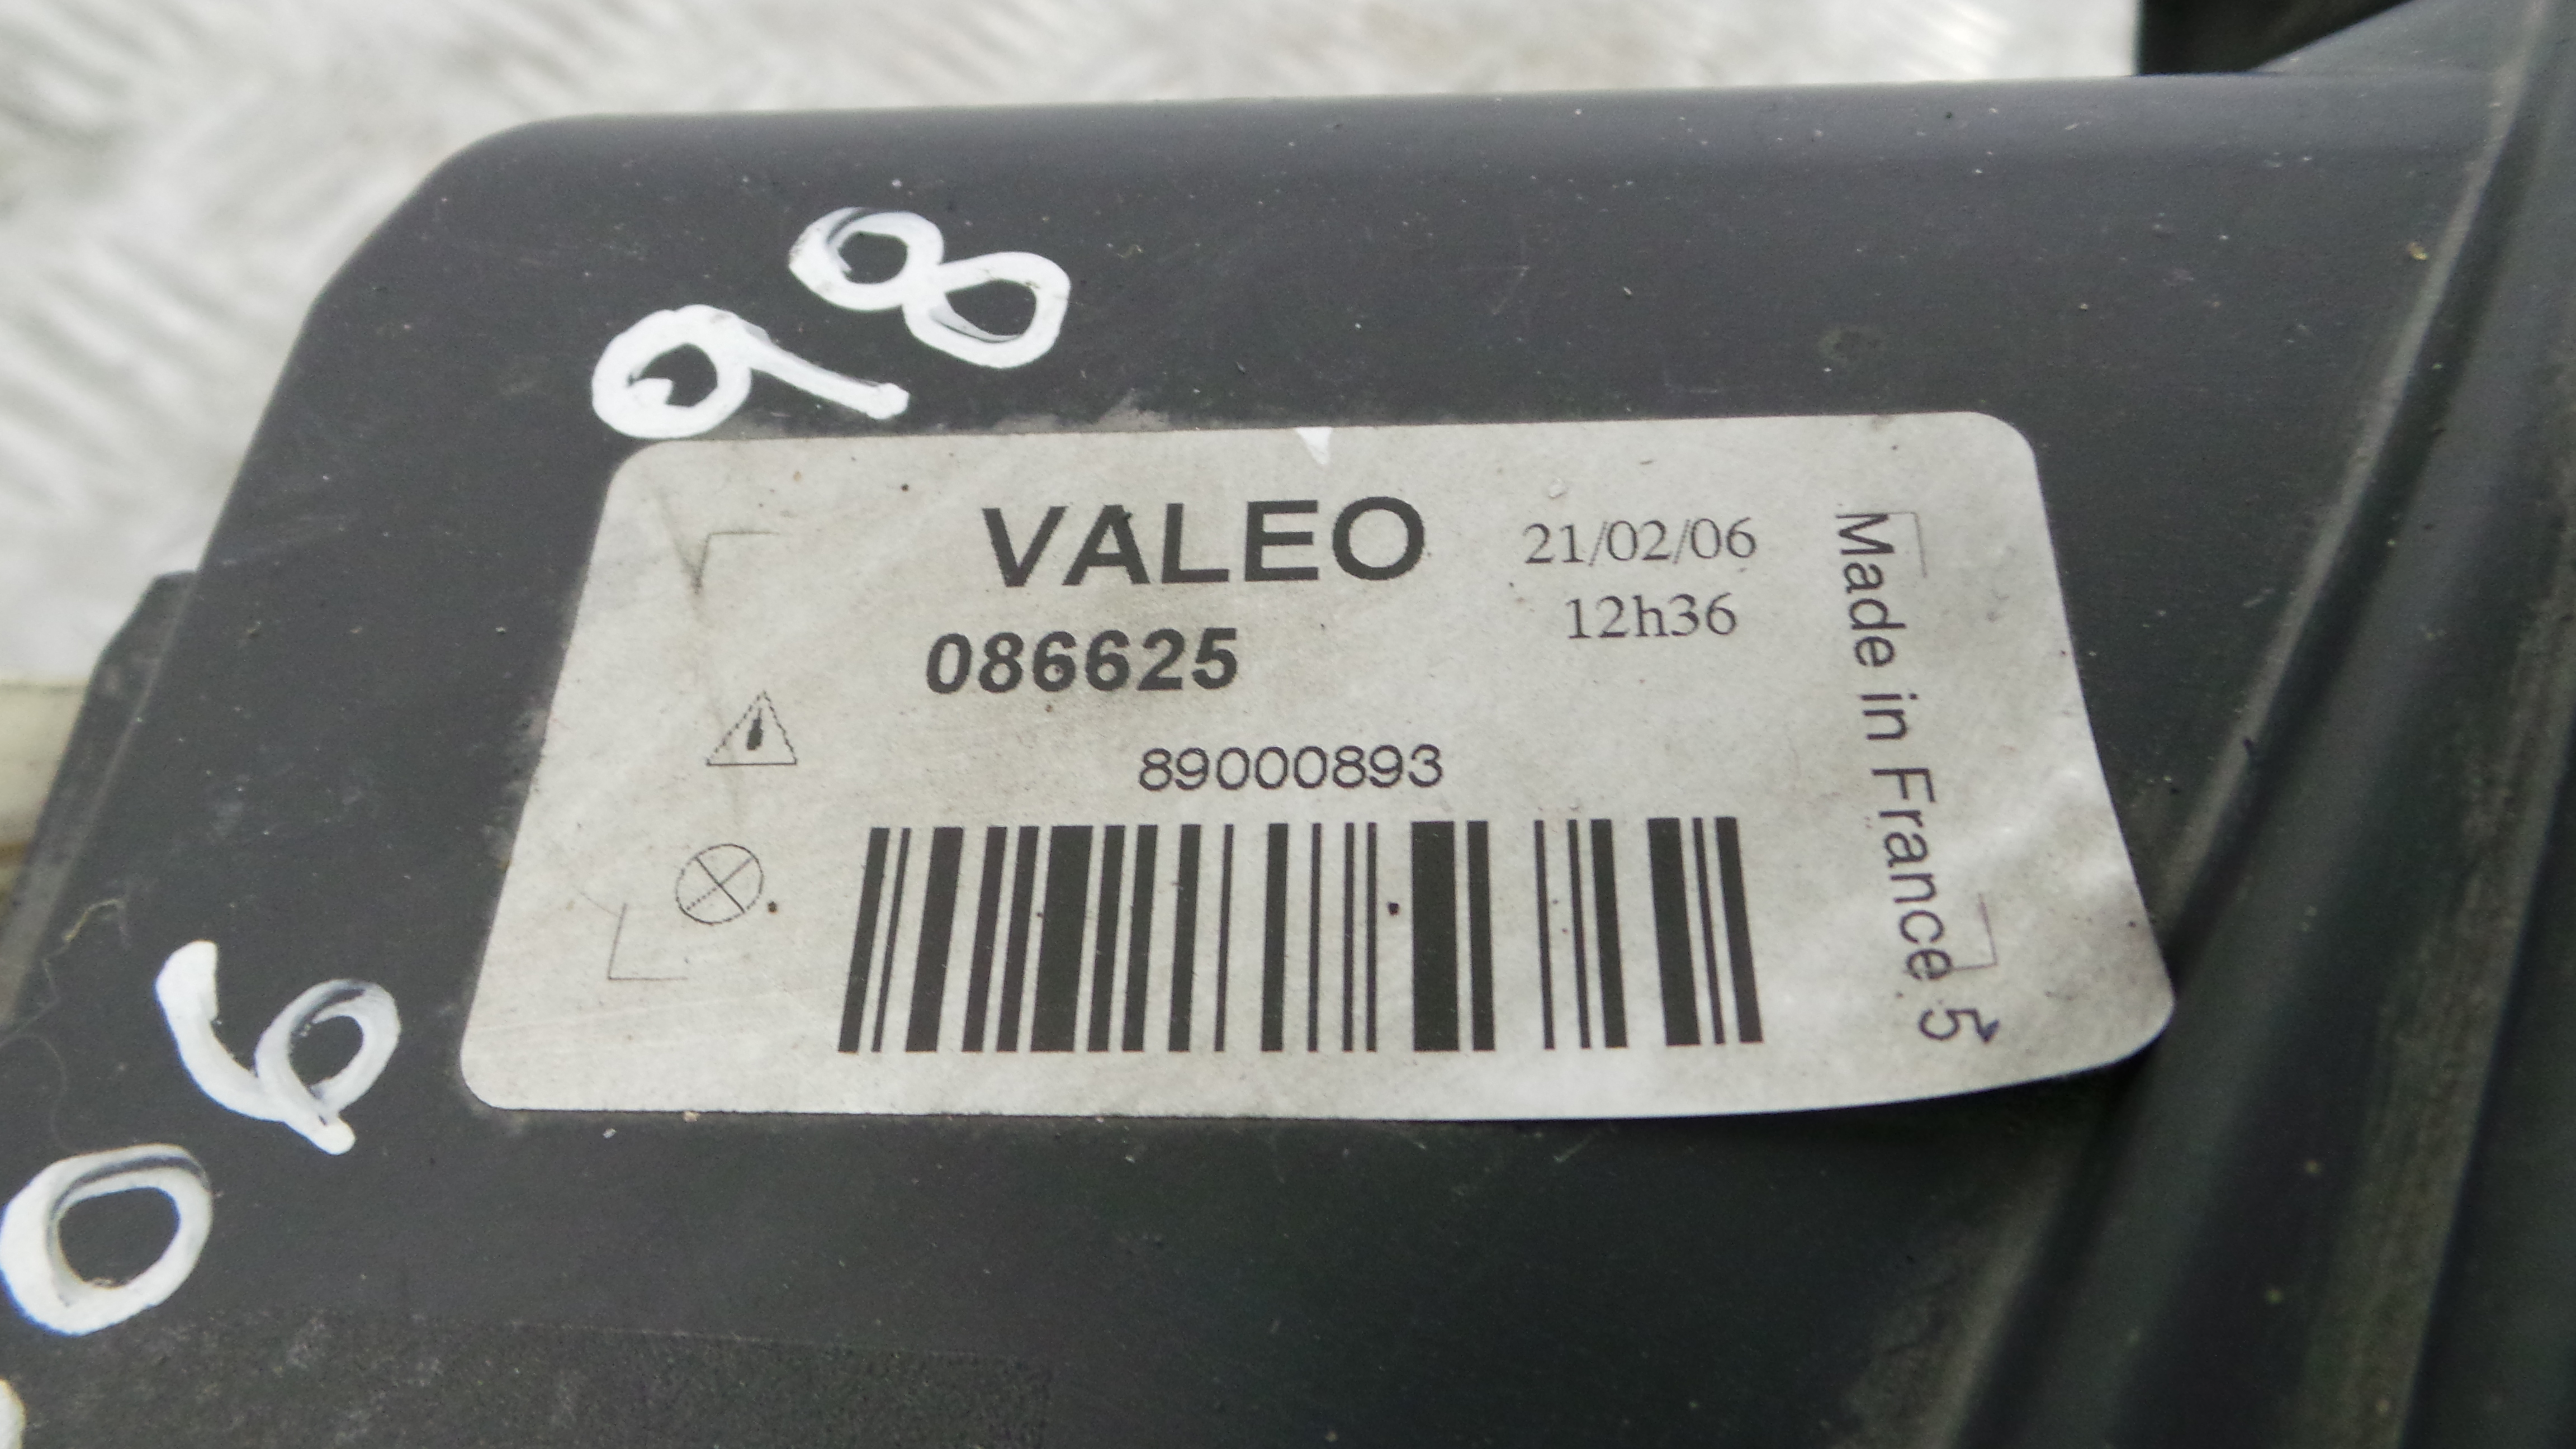 98
VALEO
21/02/06
086625
12h36
89000893
Made in France 5
06